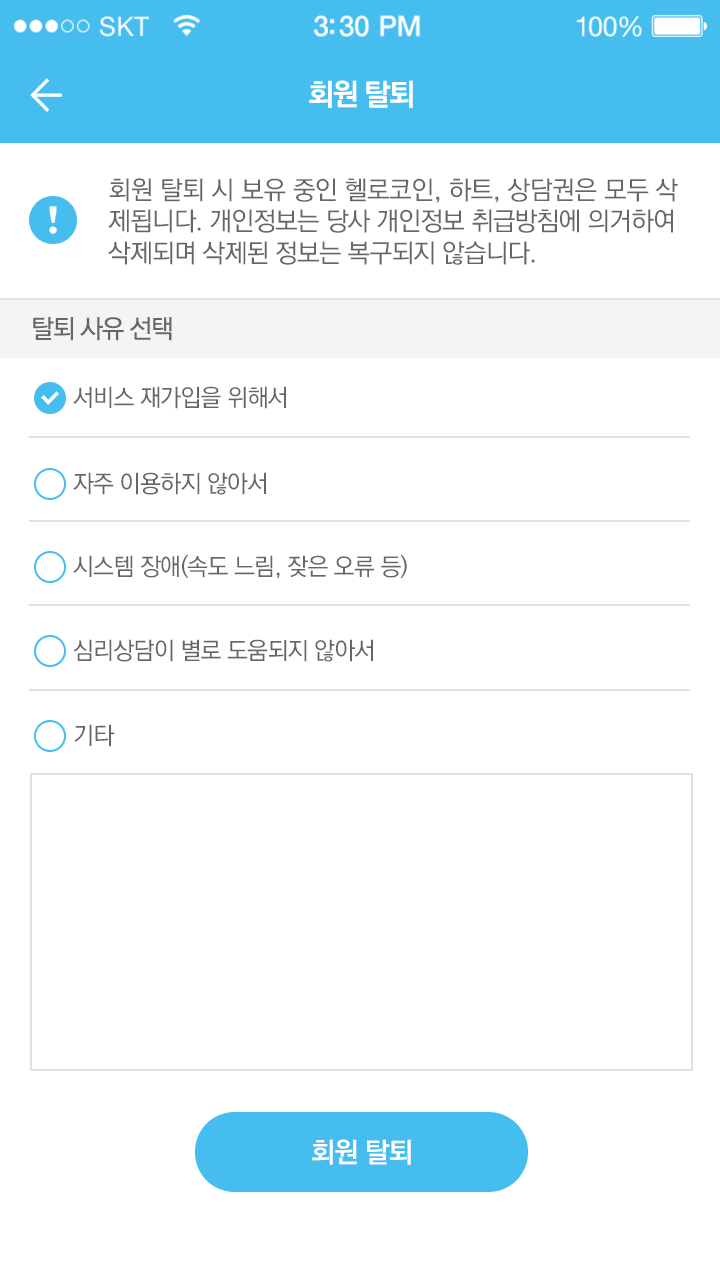 SKT 3:30 PM 100%
회원 탈퇴
회원 탈퇴 시 보유 중인 헬로코인, 하트, 상담권은 모두 삭
제됩니다. 개인정보는 당사 개인정보 취급방침에 의거하여
삭제되며 삭제된 정보는 복구되지 않습니다.
탈퇴 사유 선택
서비스 재가입을 위해서
자주 이용하지 않아서
시스템 장애(속도 느림, 잦은 오류 등)
심리상담이 별로 도움되지 않아서
기타
회원 탈퇴